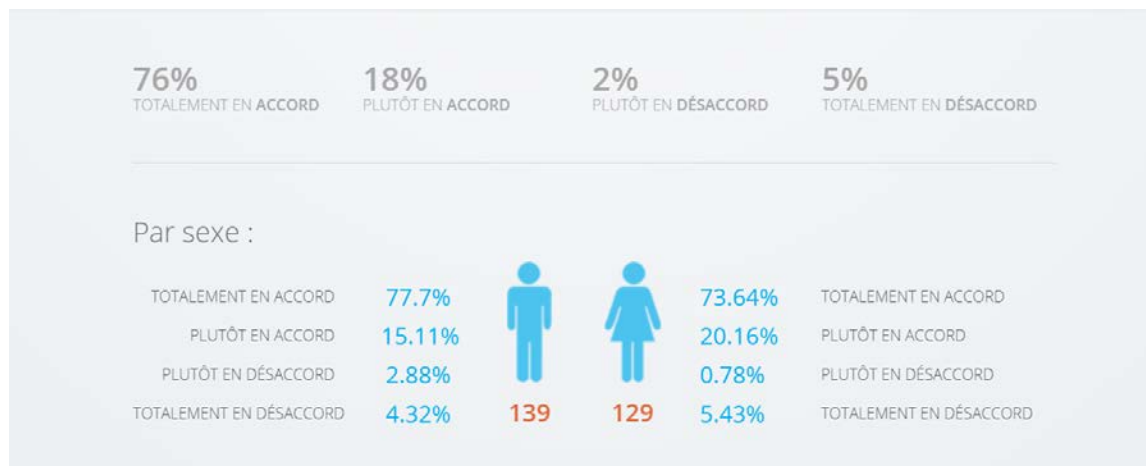 76% 18% 2% 5%
TOTALEMENT EN ACCORD PLUTÔT EN ACCORD PLUTÔT EN DÉSACCORD TOTALEMENT EN DÉSACCORD
Par sexe :
TOTALEMENT EN ACCORD 77.7% 73.64% TOTALEMENT EN ACCORD
PLUTÔT EN ACCORD 15.11% 20.16% PLUTÔT EN ACCORD
PLUTÔT EN DÉSACCORD 2.88% 0.78% PLUTÔT EN DÉSACCORD
TOTALEMENT EN DÉSACCORD 4.32% 139 129 5.43% TOTALEMENT EN DÉSACCORD